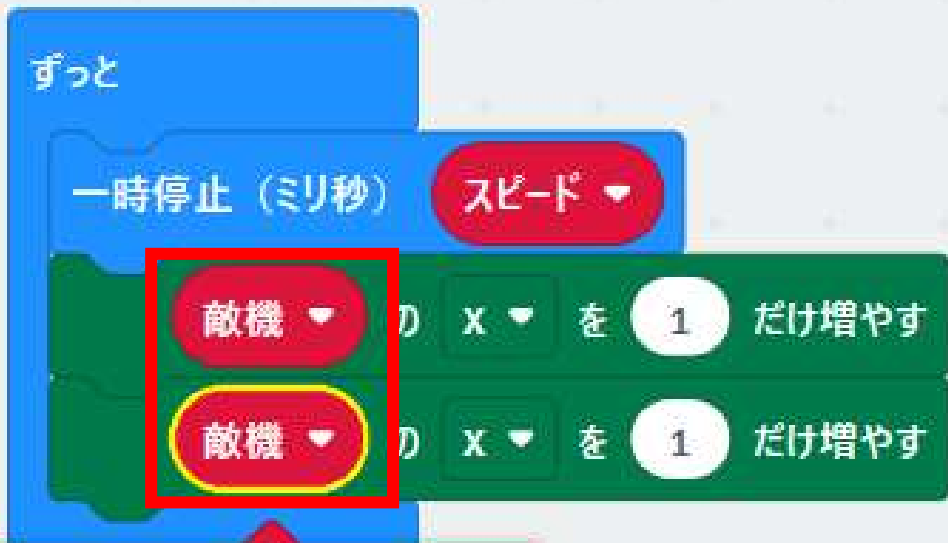 ずっと
一時停止（ミリ秒） スピード
敵機 の x を 1 だけ増やす
敵機 の x を 1 だけ増やす